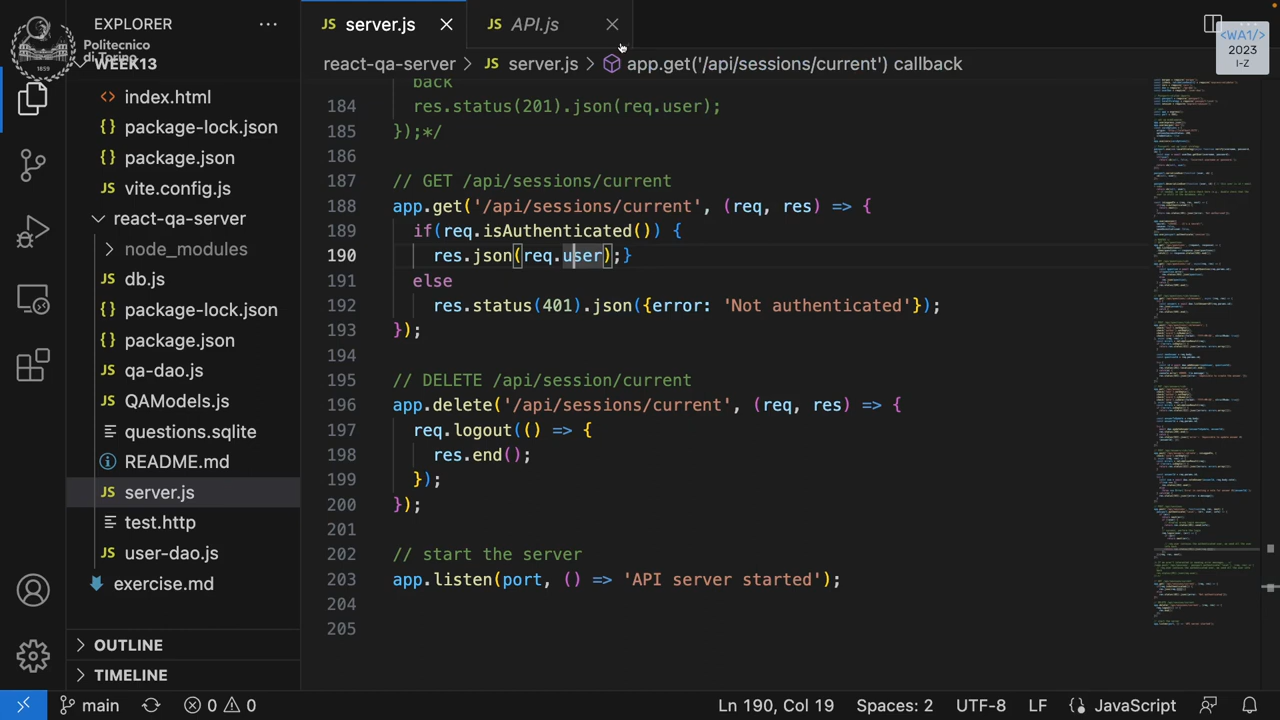 EXPLORER
Politecnico
di Torino
WEEK13
index.html
package-lock.json
package.json
vite.config.js
react-qa-server
node_modules
db.js
package-lock.json
package.json
qa-dao.js
QAModels.js
questions.sqlite
README.md
server.js
test.http
user-dao.js
exercise.md
OUTLINE
TIMELINE
JS server.js
JS API.js
<WA1/>
2023
I-Z
react-qa-server > JS server.js > app.get('/api/sessions/current') callback
back
184 res.status(201).json(req.user);
185 });*/
186
187 // GET /api/sessions/current
188 app.get('/api/sessions/current', (req, res) => {
189 if(req.isAuthenticated()) {
190 res.json(req.user);}
191 else
192 res.status(401).json({error: 'Not authenticated'});
193 });
194
195 // DELETE /api/session/current
196 app.delete('/api/sessions/current', (req, res) => {
197 req.logout(() => {
198 res.end();
199 });
200 });
201
202 // start the server
203 app.listen(port, () => 'API server started');
204
205
main
0 0
Ln 190, Col 19
Spaces: 2
UTF-8
LF
{} JavaScript